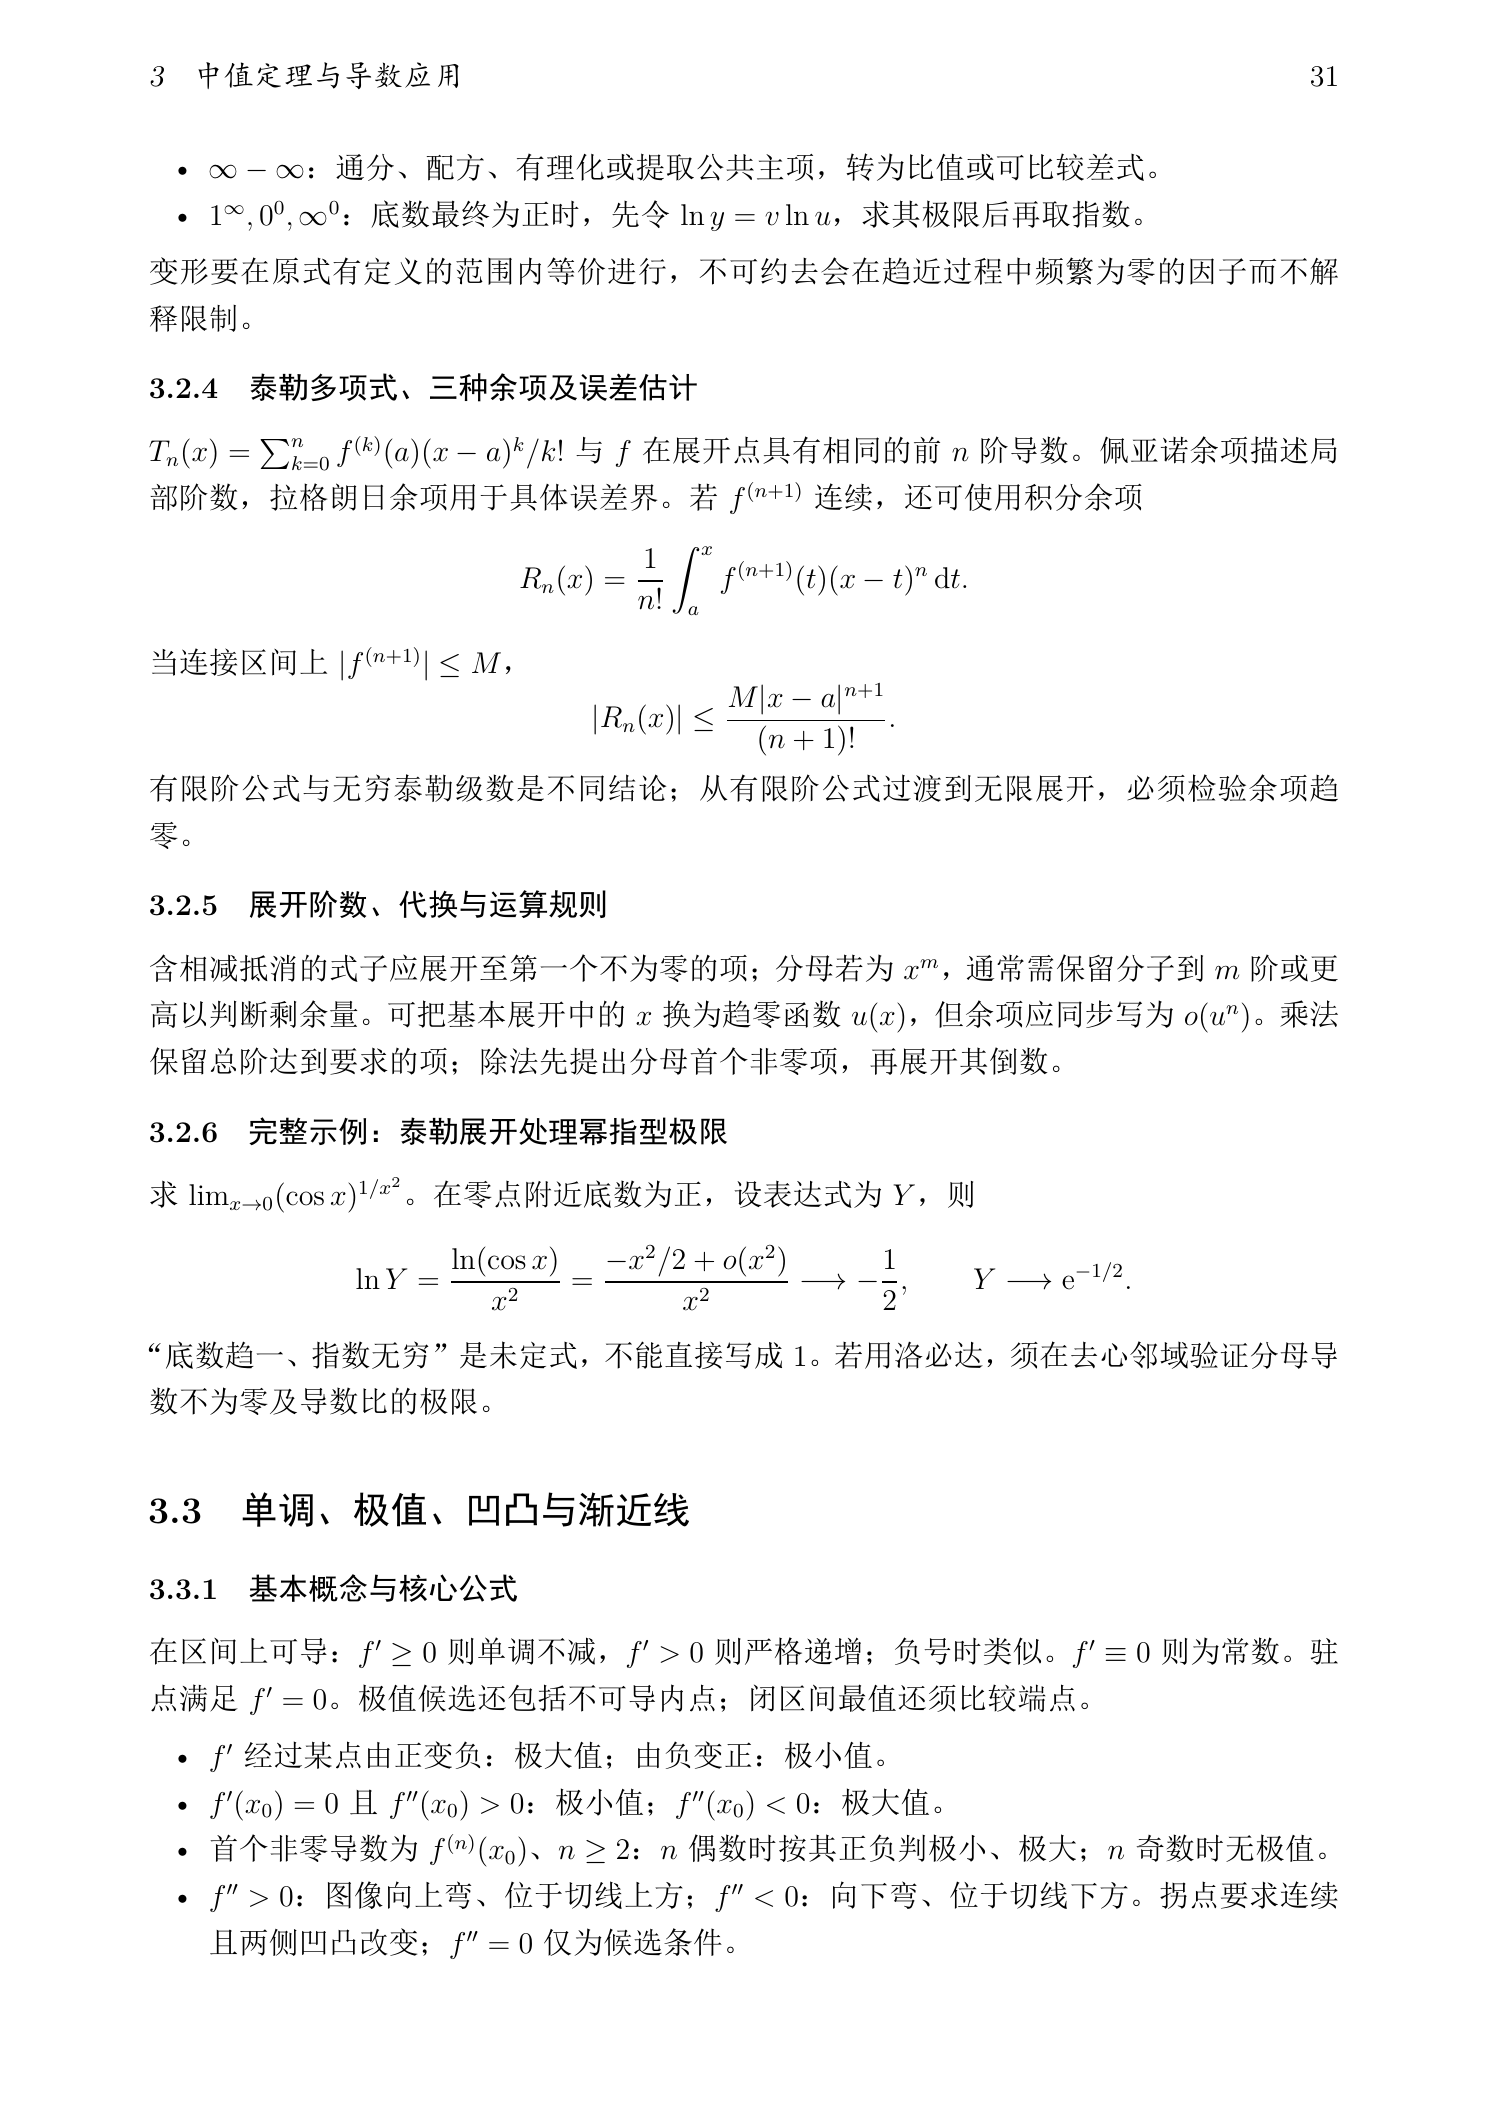 3 中值定理与导数应用 31
• ∞ − ∞：通分、配方、有理化或提取公共主项，转为比值或可比较差式。
• 1^∞, 0^0, ∞^0：底数最终为正时，先令 ln y = v ln u，求其极限后再取指数。
变形要在原式有定义的范围内等价进行，不可约去会在趋近过程中频繁为零的因子而不解
释限制。
3.2.4 泰勒多项式、三种余项及误差估计
T_n(x) = ∑_{k=0}^n f^{(k)}(a)(x − a)^k/k! 与 f 在展开点具有相同的前 n 阶导数。佩亚诺余项描述局
部阶数，拉格朗日余项用于具体误差界。若 f^{(n+1)} 连续，还可使用积分余项
R_n(x) = \frac{1}{n!} ∫_a^x f^{(n+1)}(t)(x − t)^n dt.
当连接区间上 |f^{(n+1)}| ≤ M，
|R_n(x)| ≤ \frac{M|x − a|^{n+1}}{(n + 1)!}.
有限阶公式与无穷泰勒级数是不同结论；从有限阶公式过渡到无限展开，必须检验余项趋
零。
3.2.5 展开阶数、代换与运算规则
含相减抵消的式子应展开至第一个不为零的项；分母若为 x^m，通常需保留分子到 m 阶或更
高以判断剩余量。可把基本展开中的 x 换为趋零函数 u(x)，但余项应同步写为 o(u^n)。乘法
保留总阶达到要求的项；除法先提出分母首个非零项，再展开其倒数。
3.2.6 完整示例：泰勒展开处理幂指型极限
求 lim_{x→0}(cos x)^{1/x^2}。在零点附近底数为正，设表达式为 Y，则
ln Y = \frac{ln(cos x)}{x^2} = \frac{−x^2/2 + o(x^2)}{x^2} ⟶ −\frac{1}{2}, Y ⟶ e^{−1/2}.
“底数趋一、指数无穷”是未定式，不能直接写成 1。若用洛必达，须在去心邻域验证分母导
数不为零及导数比的极限。
3.3 单调、极值、凹凸与渐近线
3.3.1 基本概念与核心公式
在区间上可导：f′ ≥ 0 则单调不减，f′ > 0 则严格递增；负号时类似。f′ ≡ 0 则为常数。驻
点满足 f′ = 0。极值候选还包括不可导内点；闭区间最值还须比较端点。
• f′ 经过某点由正变负：极大值；由负变正：极小值。
• f′(x_0) = 0 且 f″(x_0) > 0：极小值；f″(x_0) < 0：极大值。
• 首个非零导数为 f^{(n)}(x_0)、n ≥ 2：n 偶数时按其正负判极小、极大；n 奇数时无极值。
• f″ > 0：图像向上弯、位于切线上方；f″ < 0：向下弯、位于切线下方。拐点要求连续
且两侧凹凸改变；f″ = 0 仅为候选条件。